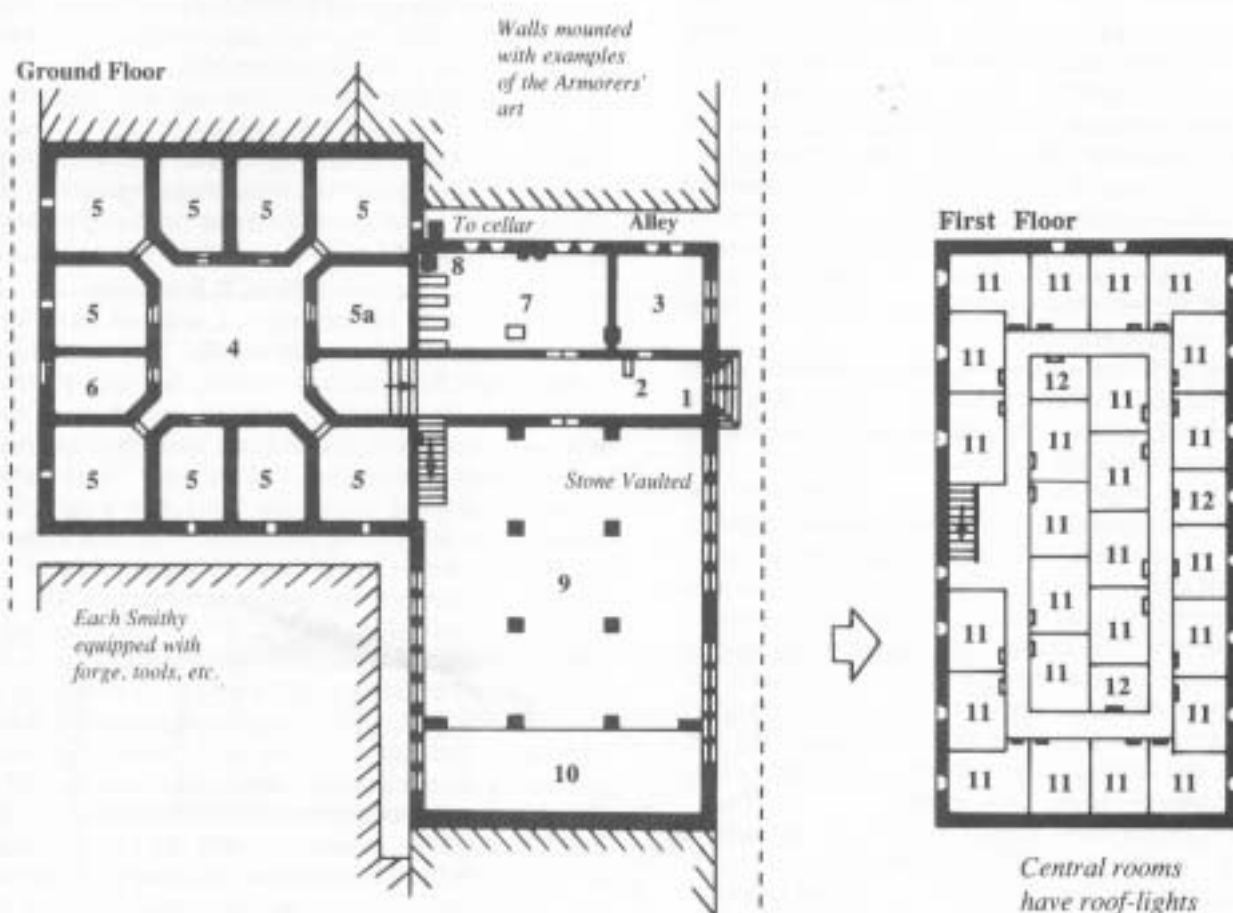 Walls mounted
with examples
of the Armorers'
art
Ground Floor
5 5 5 5
To cellar
Alley
8
7
3
5
5a
4
6
2
1
5 5 5 5
Stone Vaulted
9
Each Smithy
equipped with
forge, tools, etc.
10
First Floor
11 11 11 11
11
11
12
11
11
11
11
11
12
11
11
11
11
11
11
11
11
12
11
11
11 11 11 11
Central rooms
have roof-lights